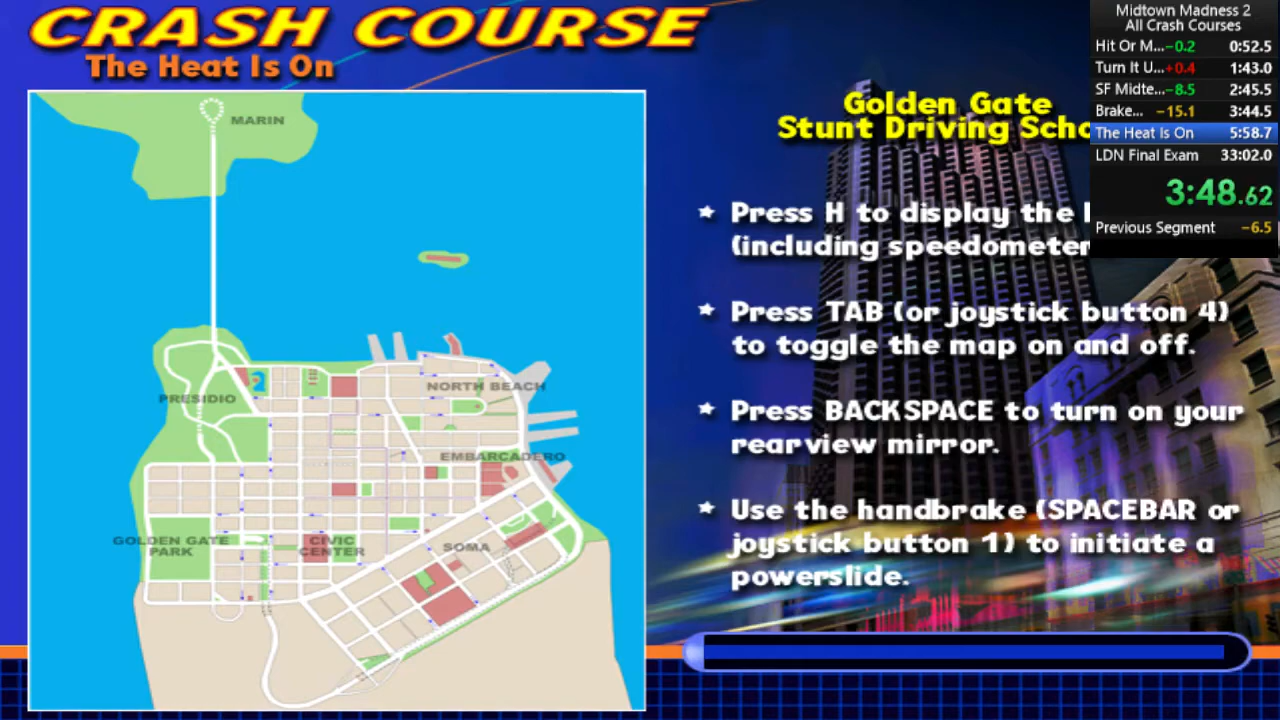 CRASH COURSE
The Heat Is On
MARIN
PRESIDIO
NORTH BEACH
EMBARCADERO
GOLDEN GATE
PARK
CIVIC
CENTER
SOMA
Golden Gate
Stunt Driving Scho
Press H to display the
(including speedometer
Press TAB (or joystick button 4)
to toggle the map on and off.
Press BACKSPACE to turn on your
rearview mirror.
Use the handbrake (SPACEBAR or
joystick button 1) to initiate a
powerslide.
Midtown Madness 2
All Crash Courses
Hit Or M... -0.2 0:52.5
Turn It U... +0.4 1:43.0
SF Midte... -8.5 2:45.5
Brake... -15.1 3:44.5
The Heat Is On 5:58.7
LDN Final Exam 33:02.0
3:48.62
Previous Segment -6.5